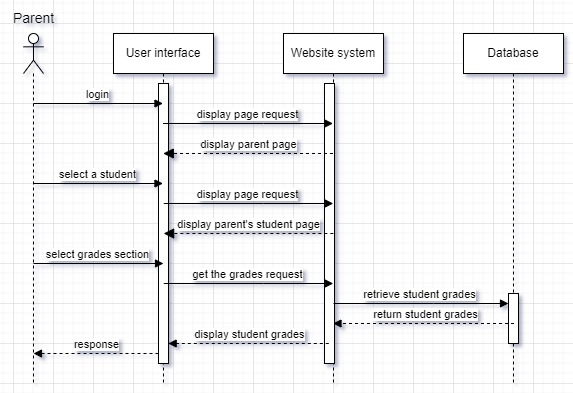 Parent
User interface
Website system
Database
login
display page request
display parent page
select a student
display page request
display parent's student page
select grades section
get the grades request
retrieve student grades
return student grades
display student grades
response